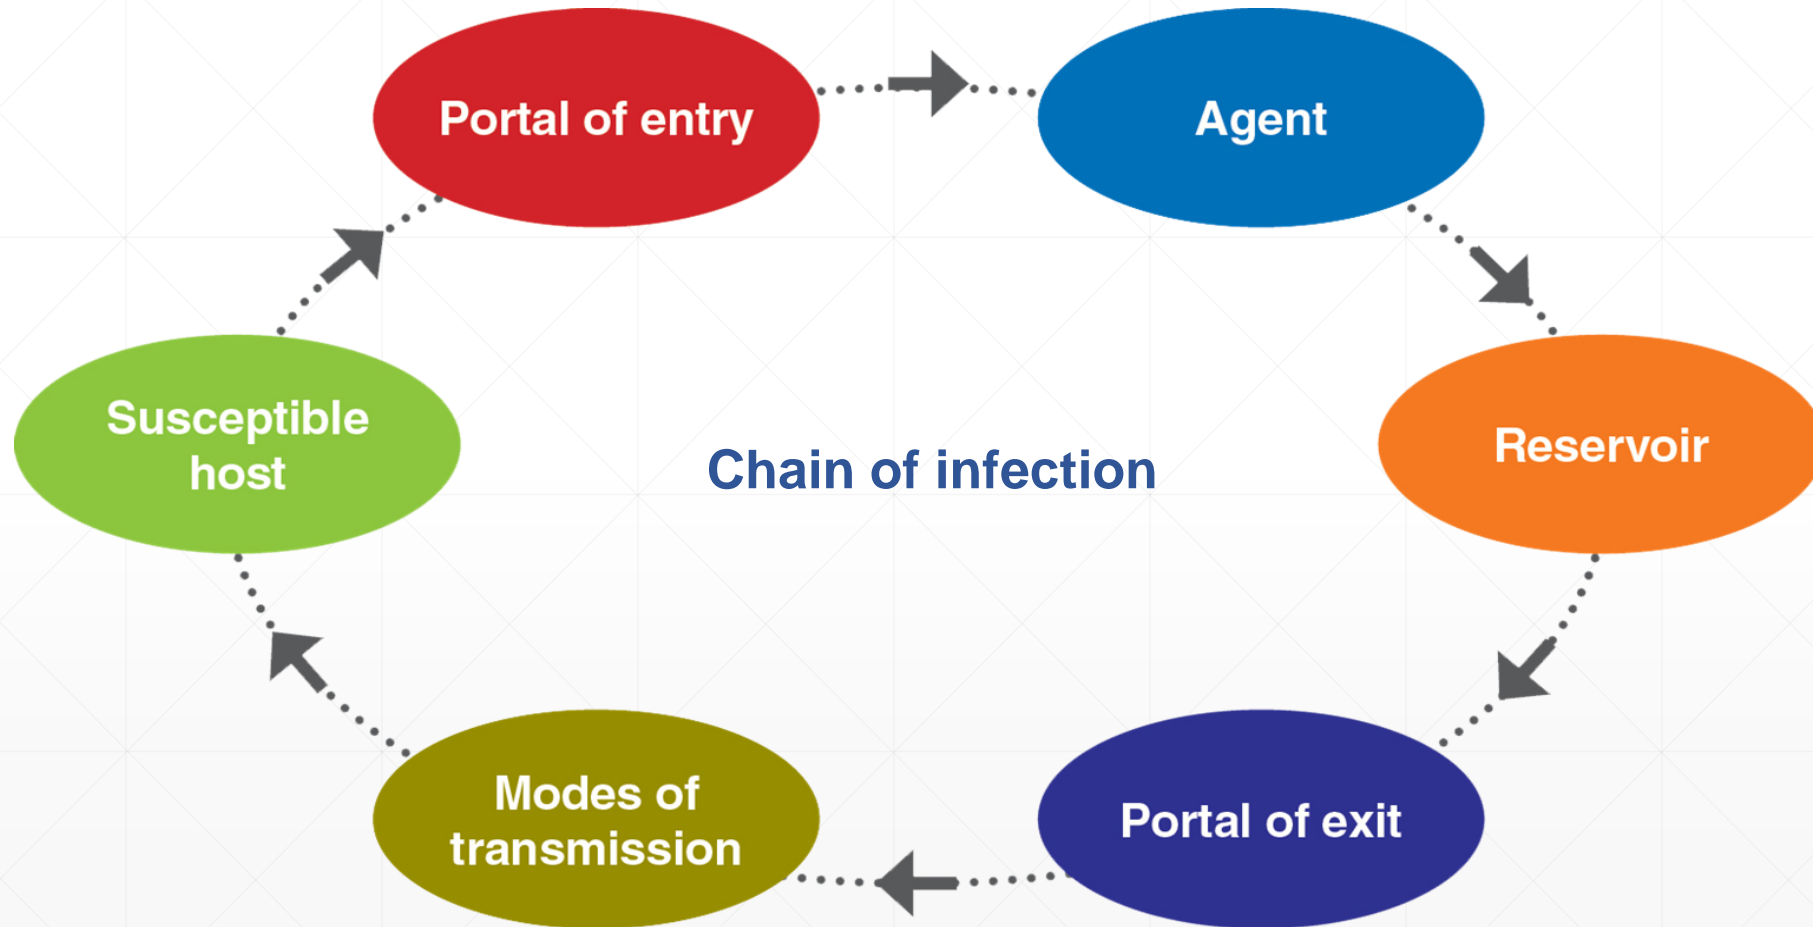 Portal of entry
Agent
Susceptible
host
Chain of infection
Reservoir
Modes of
transmission
Portal of exit